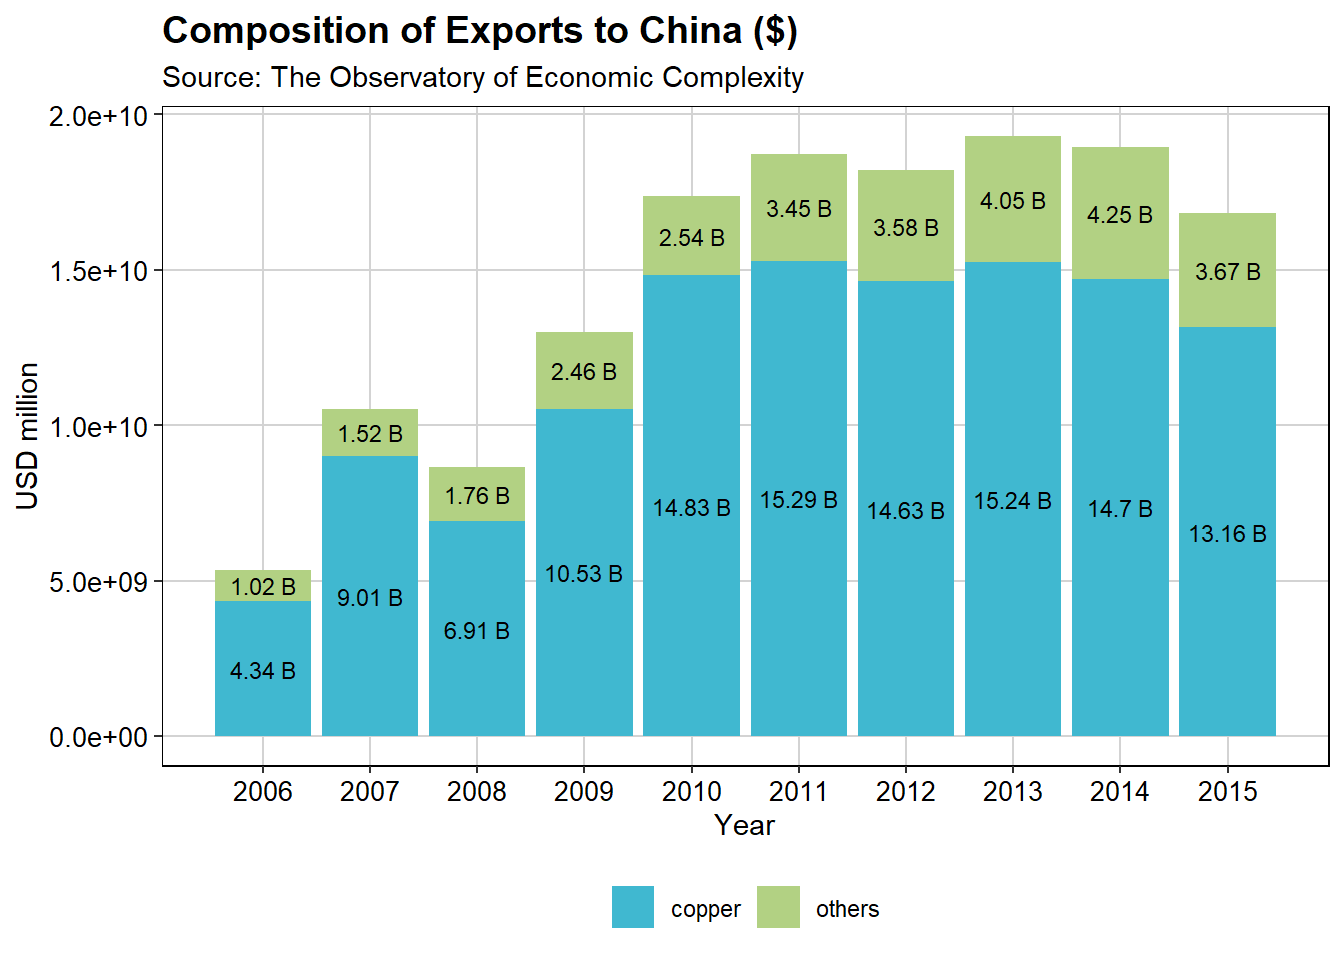 Composition of Exports to China ($)
Source: The Observatory of Economic Complexity
2.0e+10
1.5e+10
1.0e+10
5.0e+09
0.0e+00
USD million
1.02 B
4.34 B
1.52 B
9.01 B
1.76 B
6.91 B
2.46 B
10.53 B
2.54 B
14.83 B
3.45 B
15.29 B
3.58 B
14.63 B
4.05 B
15.24 B
4.25 B
14.7 B
3.67 B
13.16 B
2006 2007 2008 2009 2010 2011 2012 2013 2014 2015
Year
copper others